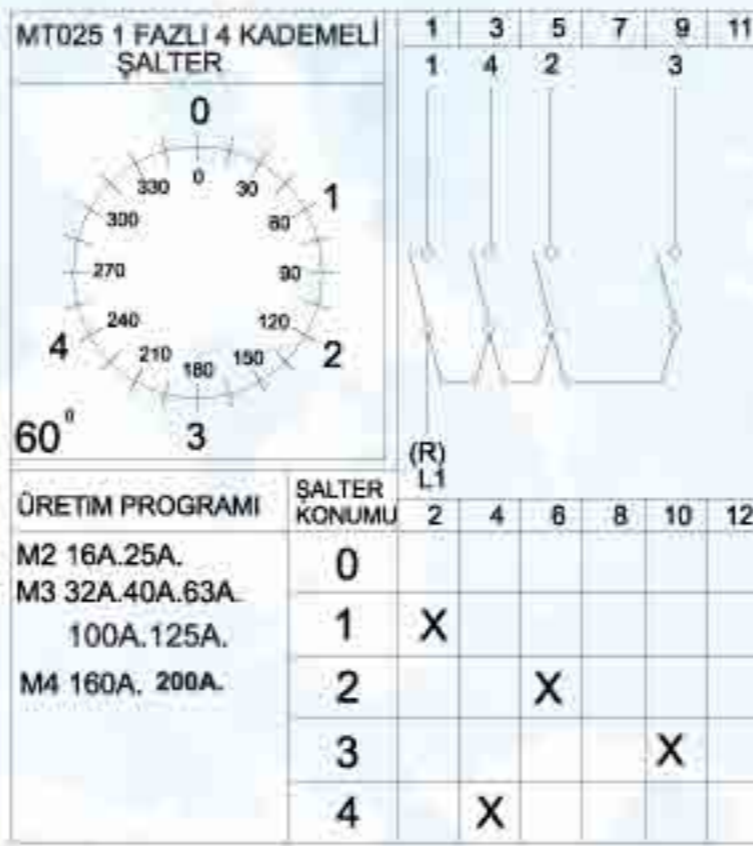 MT025 1 FAZLI 4 KADEMELİ
ŞALTER
1 3 5 7 9 11
1 4 2 3
0
1
2
3
4
0
30
60
90
120
150
180
210
240
270
300
330
60°
(R)
L1
ÜRETİM PROGRAMI
ŞALTER
KONUMU
2 4 6 8 10 12
M2 16A.25A.
M3 32A.40A.63A.
100A.125A.
M4 160A. 200A.
0
1 X
2 X
3 X
4 X